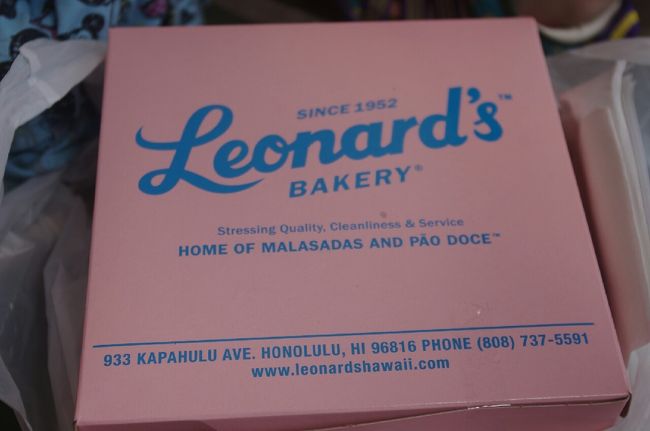 SINCE 1952
Leonard's™
BAKERY®
Stressing Quality, Cleanliness & Service
HOME OF MALASADAS AND PÃO DOCE™
933 KAPAHULU AVE. HONOLULU, HI 96816 PHONE (808) 737-5591
www.leonardshawaii.com